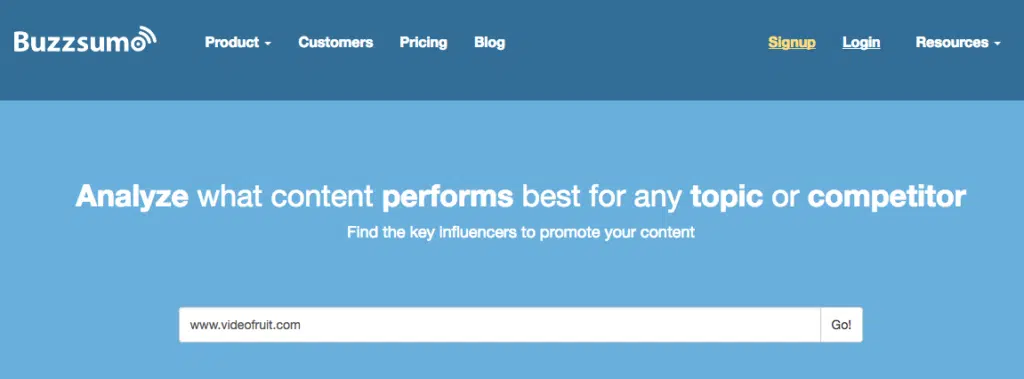 Buzzsumo Product Customers Pricing Blog Signup Login Resources
Analyze what content performs best for any topic or competitor
Find the key influencers to promote your content
www.videofruit.com Go!